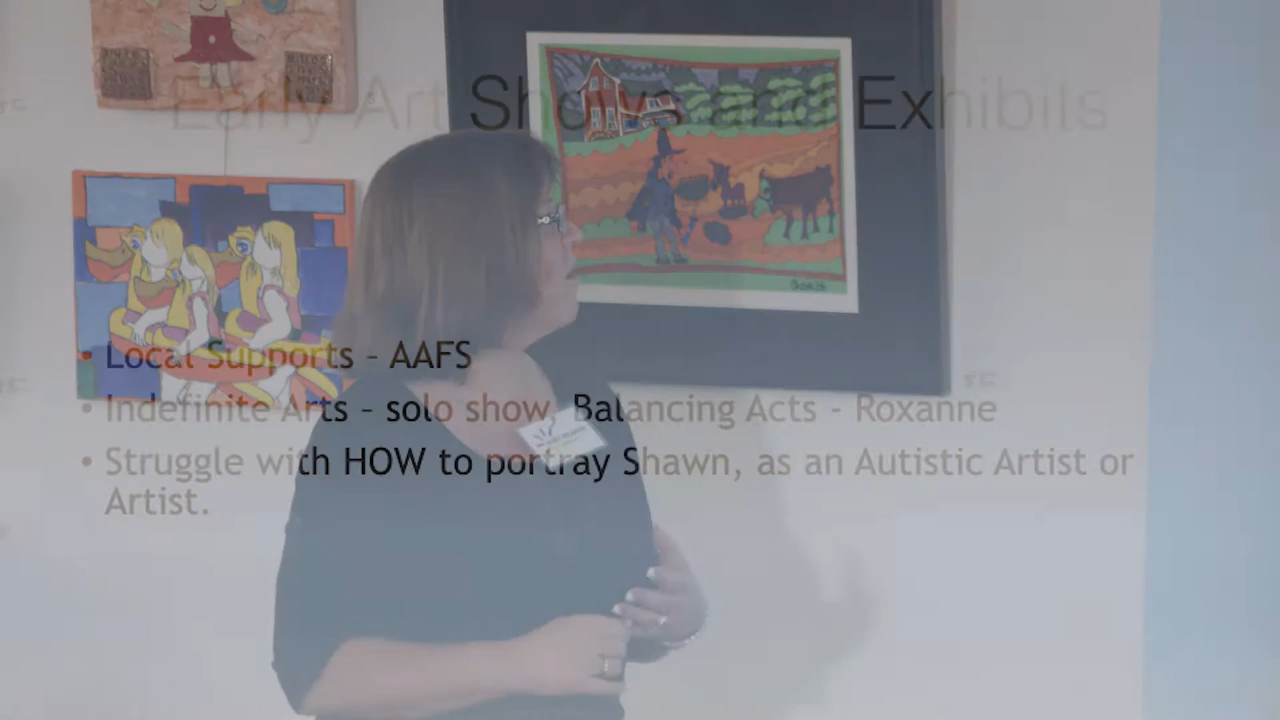 Early Art Shows and Exhibits
• Local Supports – AAFS
• Indefinite Arts – solo show, Balancing Acts - Roxanne
• Struggle with HOW to portray Shawn, as an Autistic Artist or
Artist.